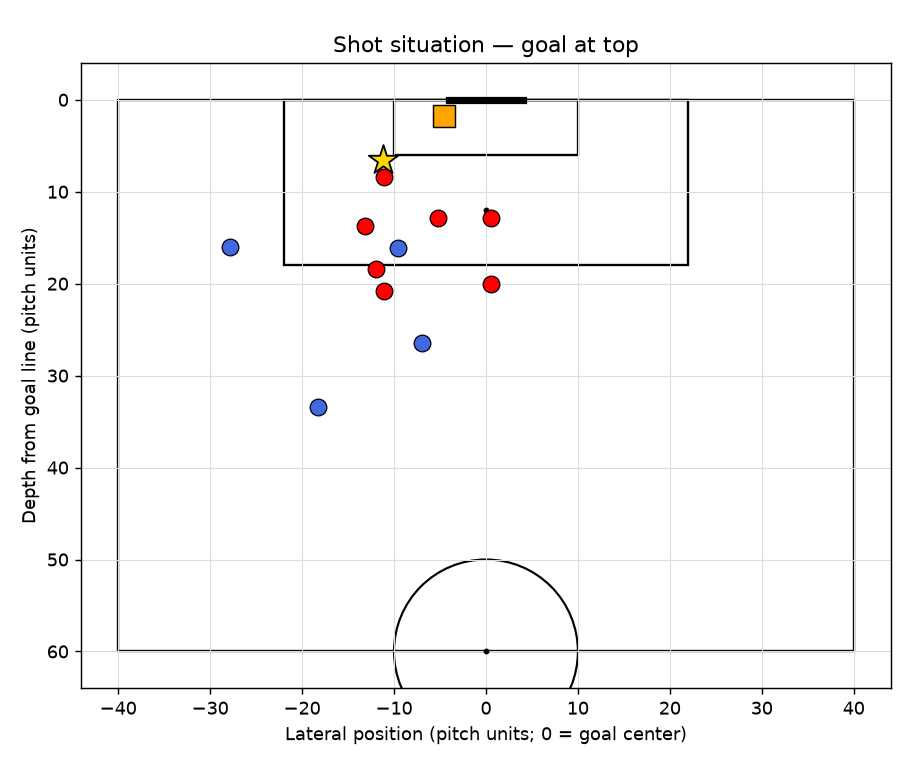 Shot situation — goal at top
Depth from goal line (pitch units)
0
10
20
30
40
50
60
−40 −30 −20 −10 0 10 20 30 40
Lateral position (pitch units; 0 = goal center)